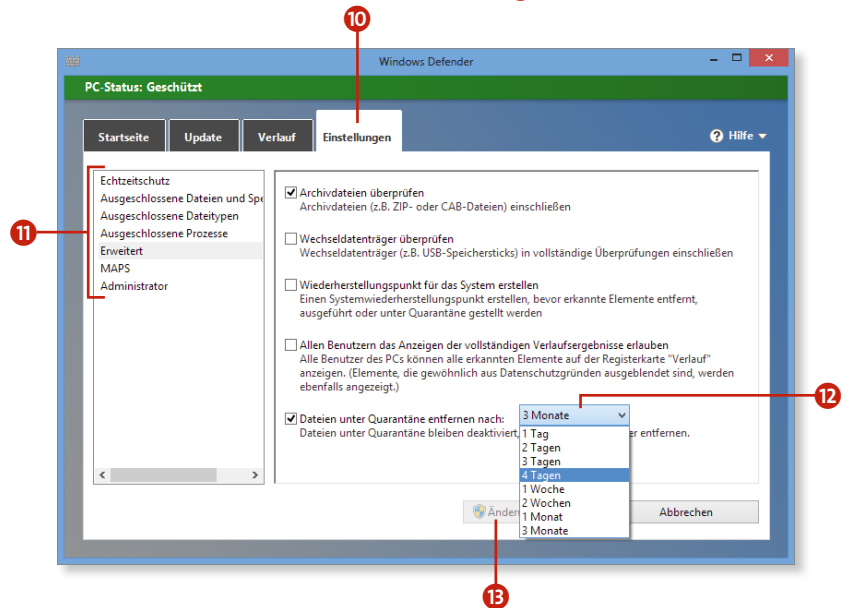 10
Windows Defender
PC-Status: Geschützt
Startseite
Update
Verlauf
Einstellungen
Hilfe
11
Echtzeitschutz
Ausgeschlossene Dateien und Spe
Ausgeschlossene Dateitypen
Ausgeschlossene Prozesse
Erweitert
MAPS
Administrator
Archivdateien überprüfen
Archivdateien (z.B. ZIP- oder CAB-Dateien) einschließen
Wechseldatenträger überprüfen
Wechseldatenträger (z.B. USB-Speichersticks) in vollständige Überprüfungen einschließen
Wiederherstellungspunkt für das System erstellen
Einen Systemwiederherstellungspunkt erstellen, bevor erkannte Elemente entfernt,
ausgeführt oder unter Quarantäne gestellt werden
Allen Benutzern das Anzeigen der vollständigen Verlaufsergebnisse erlauben
Alle Benutzer des PCs können alle erkannten Elemente auf der Registerkarte "Verlauf"
anzeigen. (Elemente, die gewöhnlich aus Datenschutzgründen ausgeblendet sind, werden
ebenfalls angezeigt.)
12
Dateien unter Quarantäne entfernen nach:
3 Monate
Dateien unter Quarantäne bleiben deaktiviert, er entfernen.
1 Tag
2 Tagen
3 Tagen
4 Tagen
1 Woche
2 Wochen
1 Monat
3 Monate
Änder
Abbrechen
13